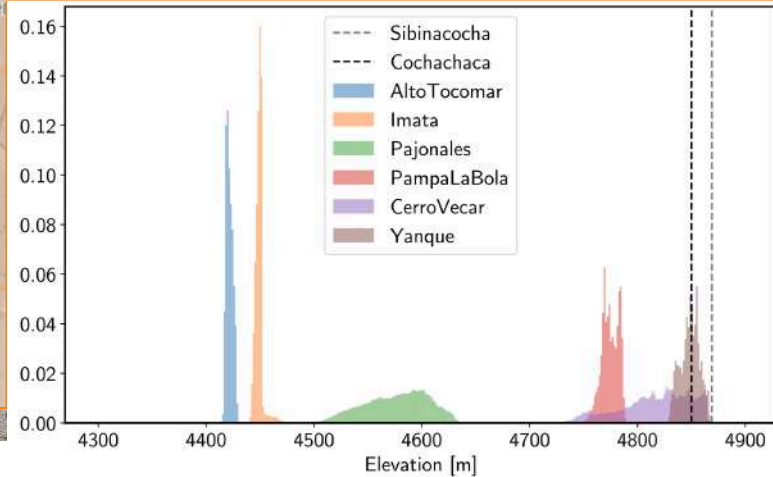 0.16
0.14
0.12
0.10
0.08
0.06
0.04
0.02
0.00
Sibinacocha
Cochachaca
AltoTocomar
Imata
Pajonales
PampaLaBola
CerroVecar
Yanque
4300 4400 4500 4600 4700 4800 4900
Elevation [m]